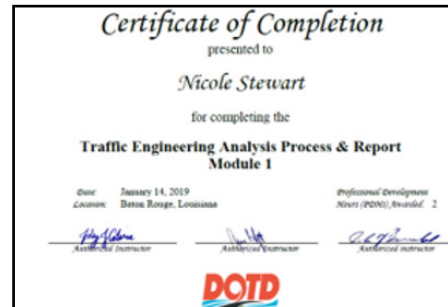 Certificate of Completion
presented to
Nicole Stewart
for completing the
Traffic Engineering Analysis Process & Report
Module 1
Date: January 14, 2019
Location: Baton Rouge, Louisiana
Professional Development
Hours (PDH) Awarded: 2
Authorized Instructor
Authorized Instructor
Authorized Instructor
DOTD